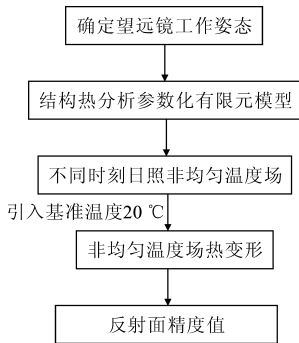 确定望远镜工作姿态
结构热分析参数化有限元模型
不同时刻日照非均匀温度场
引入基准温度20 ℃
非均匀温度场热变形
反射面精度值